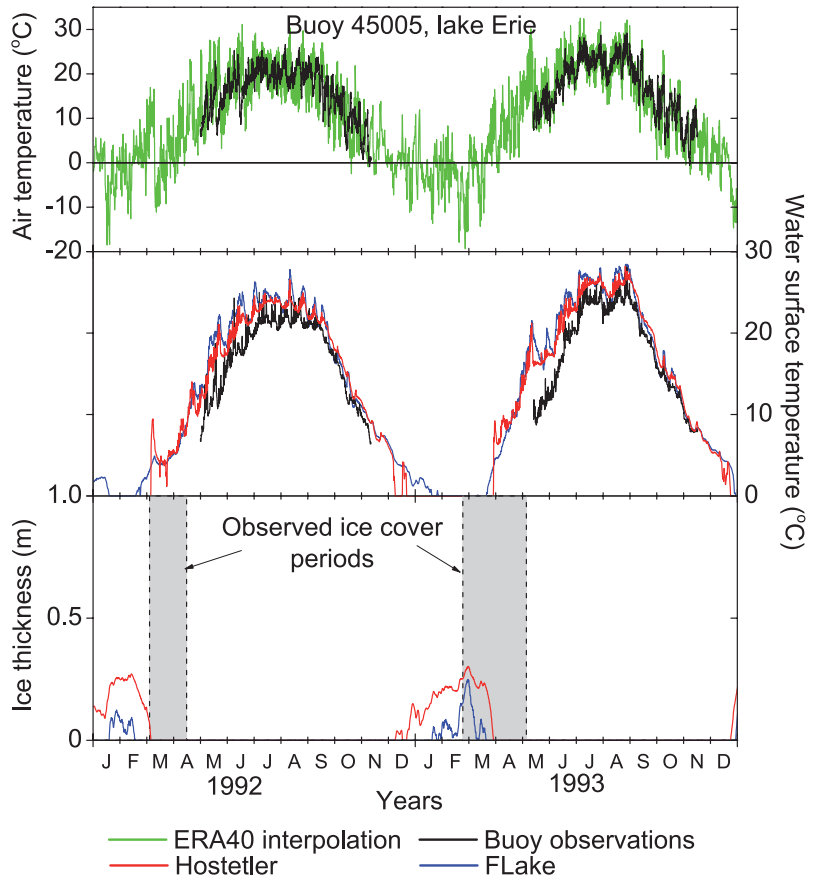 Buoy 45005, lake Erie
Air temperature (°C)
30
20
10
0
-10
-20
Water surface temperature (°C)
30
20
10
0
Ice thickness (m)
1.0
0.5
0
Observed ice cover
periods
J F M A M J J A S O N D J F M A M J J A S O N D
1992
1993
Years
ERA40 interpolation
Buoy observations
Hostetler
FLake